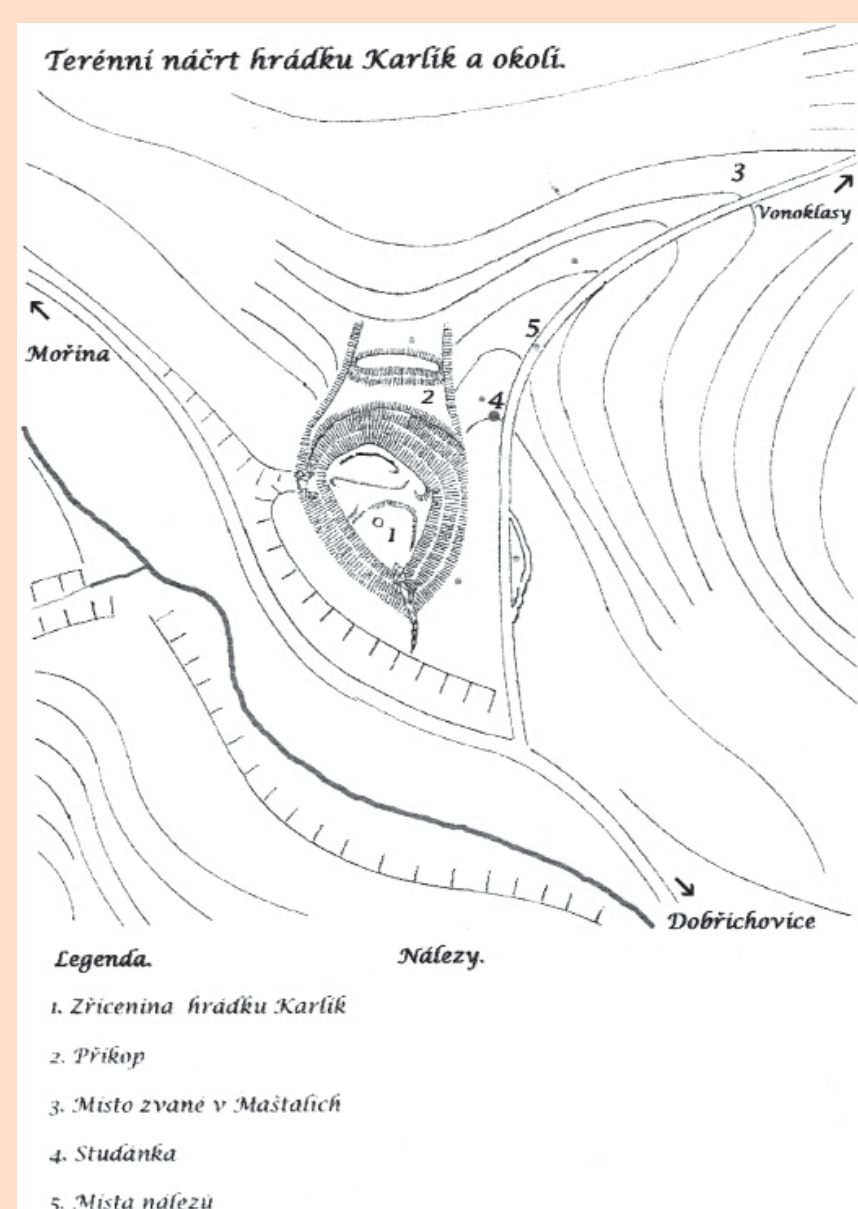 Terénní náčrt hrádku Karlík a okolí.
3
Vonoklasy
Mořina
5
2
4
1
Dobřichovice
Legenda.
Nálezy.
1. Zřícenina hrádku Karlík
2. Příkop
3. Místo zvané v Maštalích
4. Studánka
5. Místa nálezů